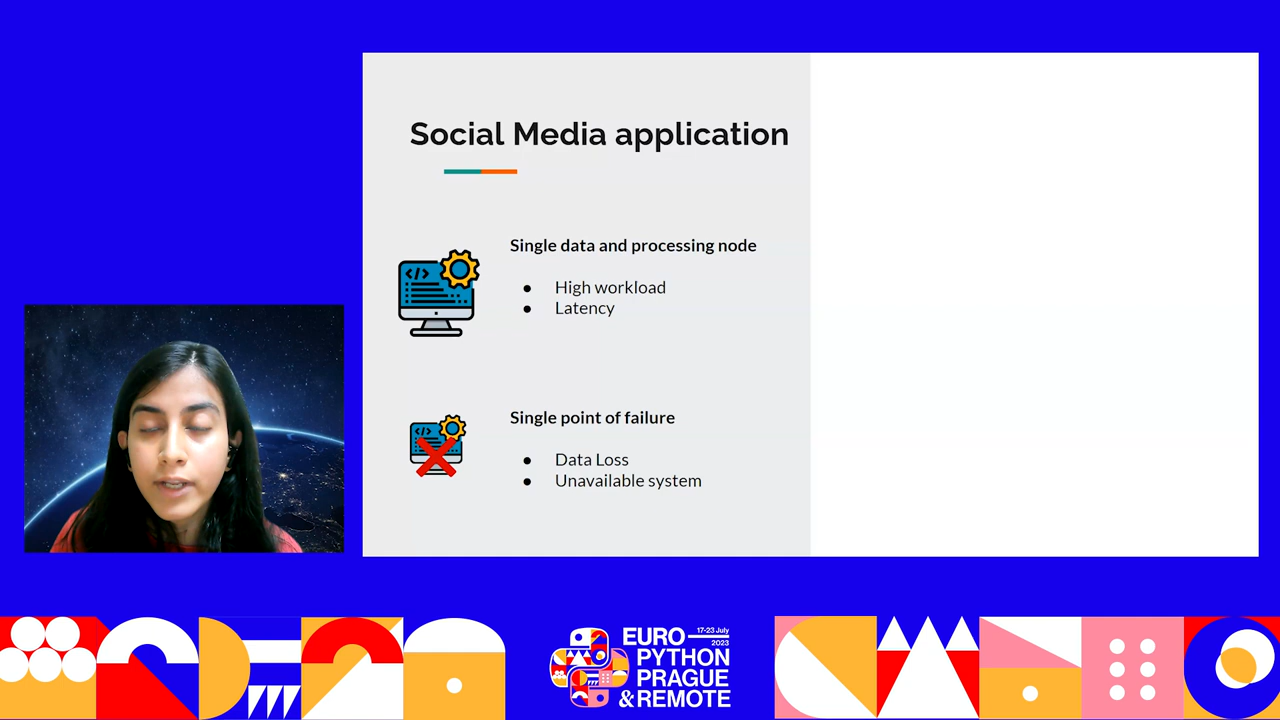 Social Media application
Single data and processing node
● High workload
● Latency
Single point of failure
● Data Loss
● Unavailable system
EURO 17-23 July 2023
PYTHON
PRAGUE
& REMOTE